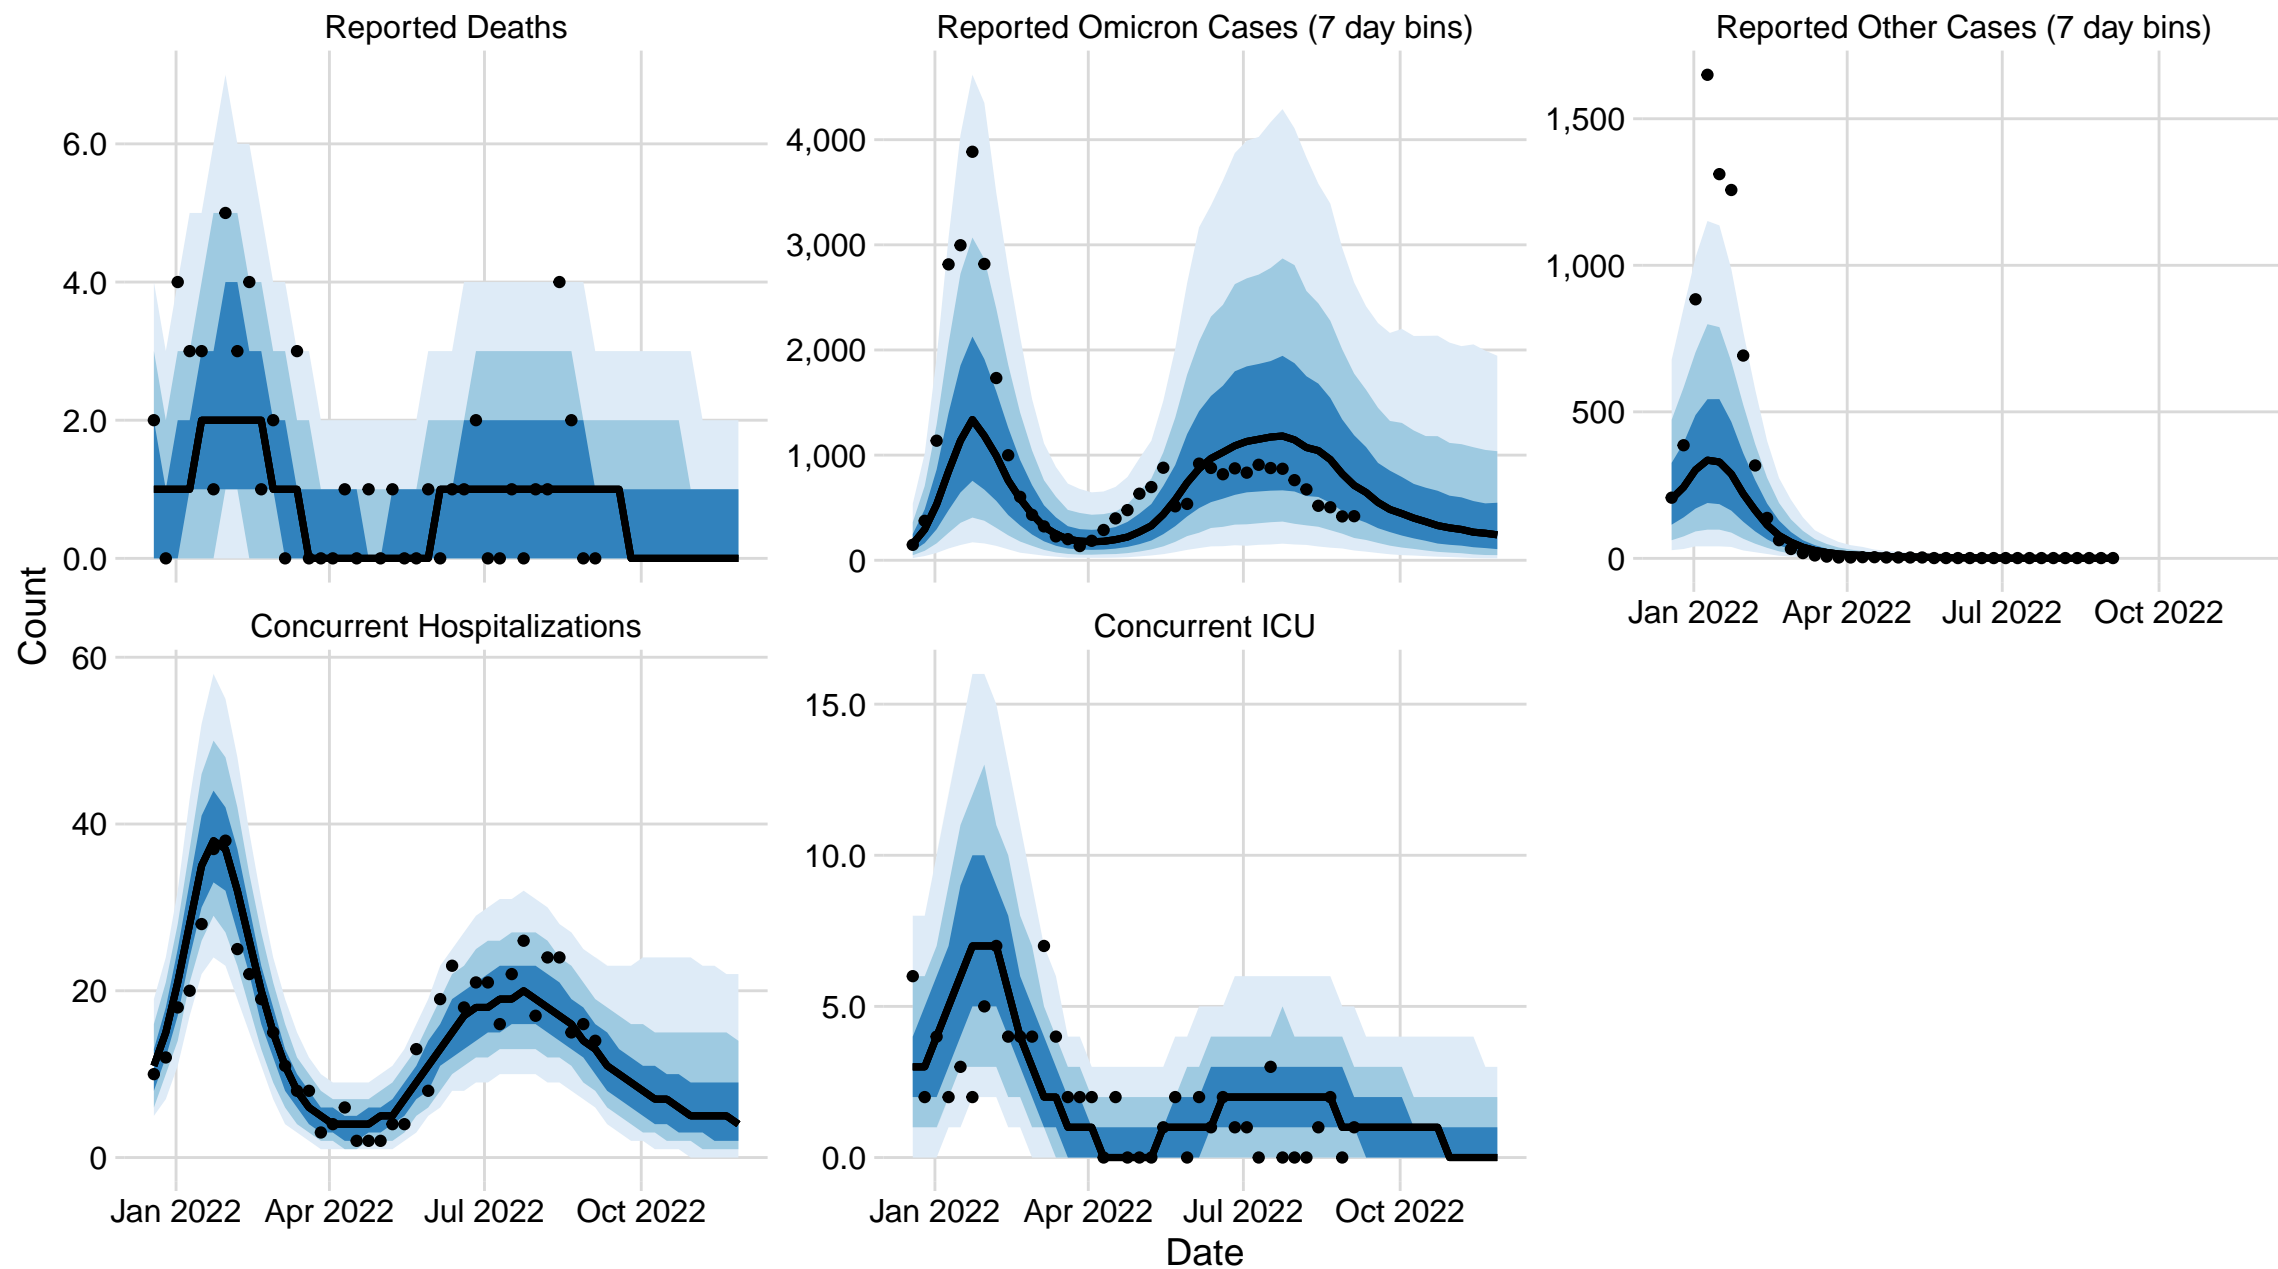 Reported Deaths
Reported Omicron Cases (7 day bins)
Reported Other Cases (7 day bins)
6.0
4.0
2.0
0.0
4,000
3,000
2,000
1,000
0
1,500
1,000
500
0
Jan 2022 Apr 2022 Jul 2022 Oct 2022
Count
Concurrent Hospitalizations
Concurrent ICU
60
40
20
0
15.0
10.0
5.0
0.0
Jan 2022 Apr 2022 Jul 2022 Oct 2022
Jan 2022 Apr 2022 Jul 2022 Oct 2022
Date